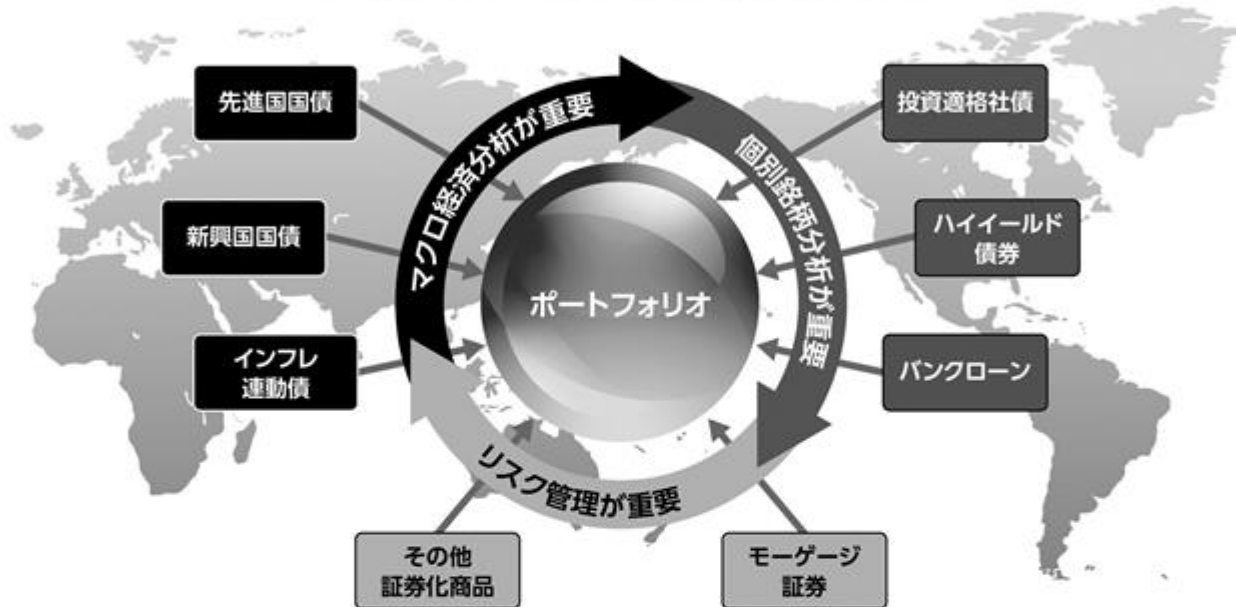 先進国国債
新興国国債
インフレ
連動債
マクロ経済分析が重要
個別銘柄分析が重要
リスク管理が重要
ポートフォリオ
投資適格社債
ハイイールド
債券
バンクローン
その他
証券化商品
モーゲージ
証券